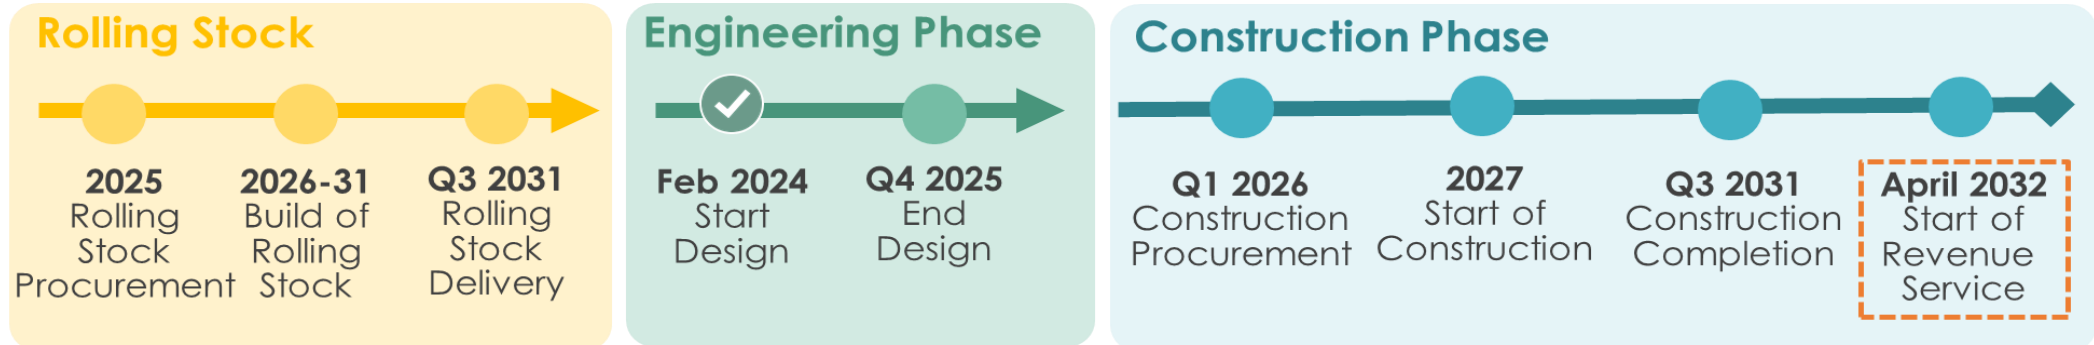 Rolling Stock
2025
Rolling
Stock
Procurement
2026-31
Build of
Rolling
Stock
Q3 2031
Rolling
Stock
Delivery
Engineering Phase
Feb 2024
Start
Design
Q4 2025
End
Design
Construction Phase
Q1 2026
Construction
Procurement
2027
Start of
Construction
Q3 2031
Construction
Completion
April 2032
Start of
Revenue
Service